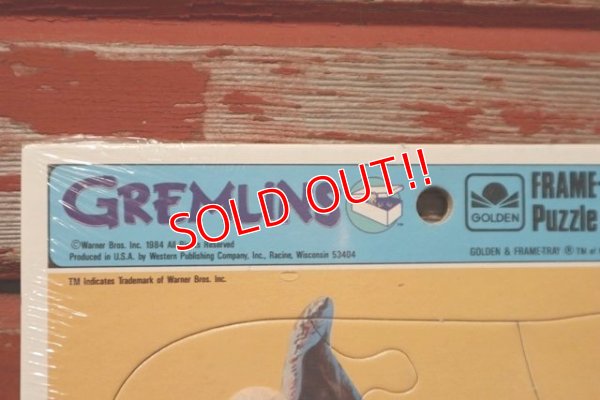 GREMLINS
SOLD OUT!!
FRAME-
Puzzle
GOLDEN
©Warner Bros. Inc. 1984 All Rights Reserved
Produced in U.S.A. by Western Publishing Company, Inc., Racine, Wisconsin 53404
GOLDEN & FRAME-TRAY ® TM of
TM Indicates Trademark of Warner Bros. Inc.